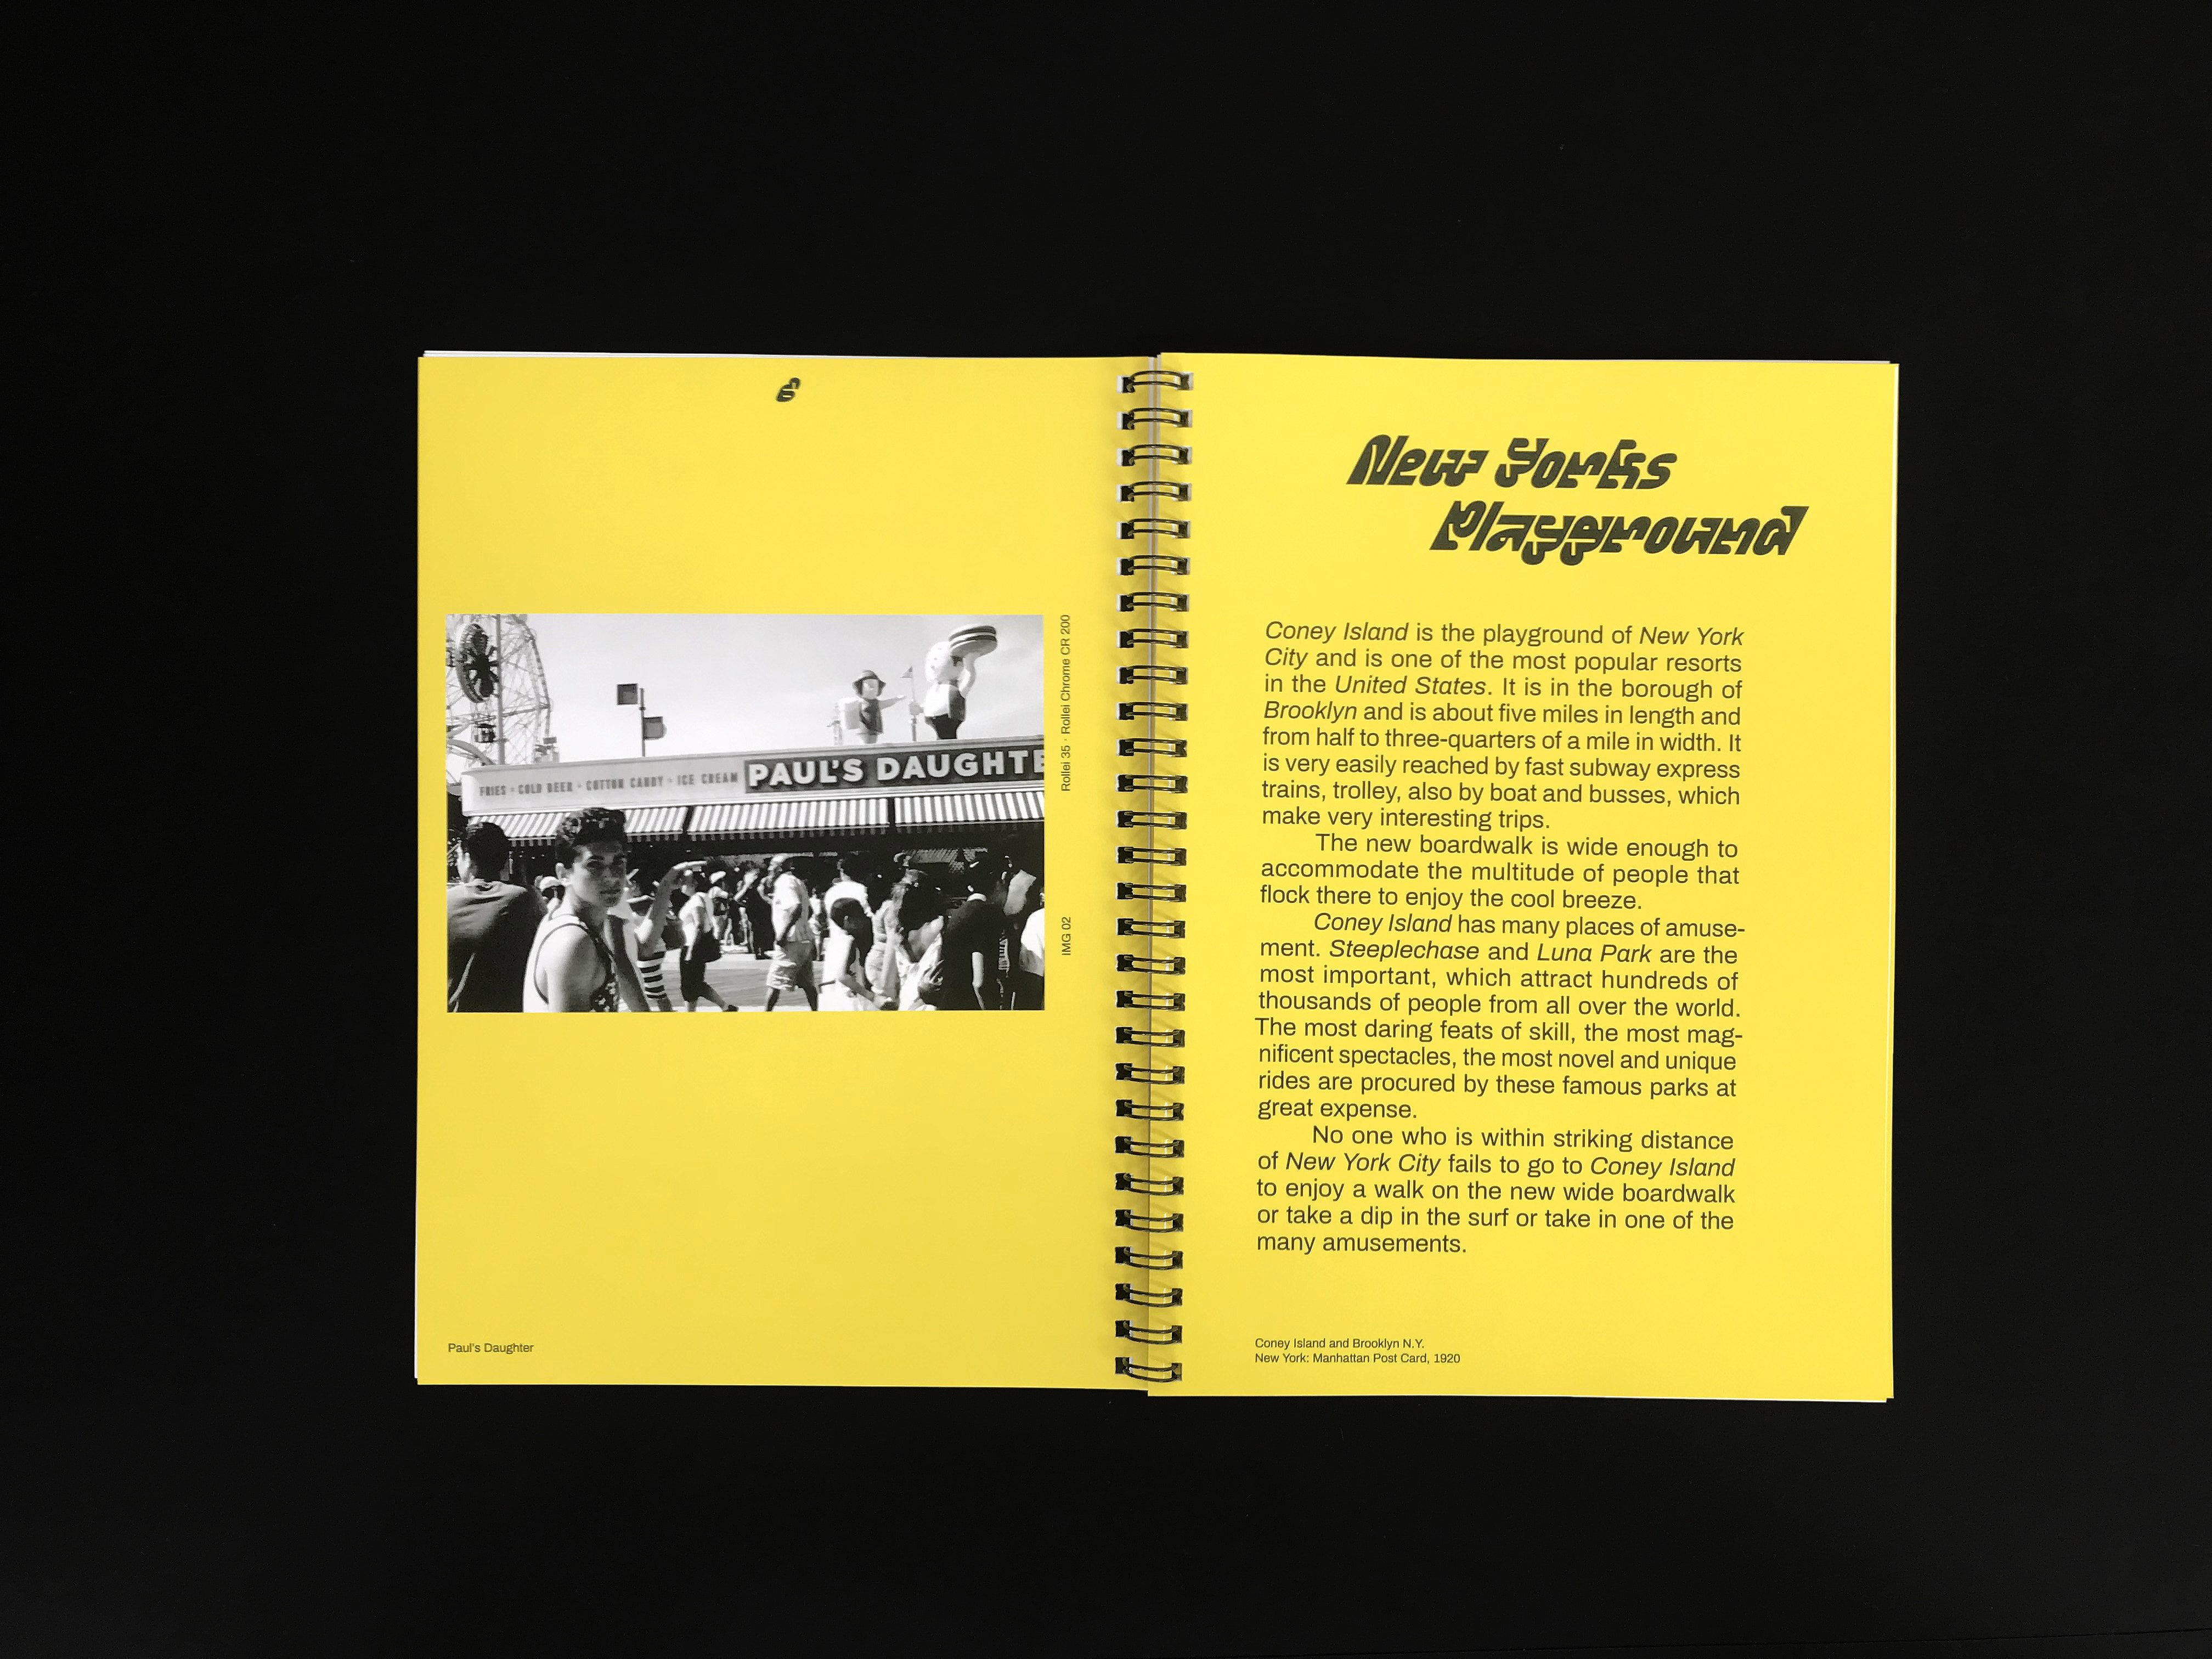 6
FRIES • COLD BEER • COTTON CANDY • ICE CREAM
PAUL'S DAUGHTE
Rollei 35 · Rollei Chrome CR 200
IMG 02
Paul's Daughter
New Yorks
Playground
Coney Island is the playground of New York
City and is one of the most popular resorts
in the United States. It is in the borough of
Brooklyn and is about five miles in length and
from half to three-quarters of a mile in width. It
is very easily reached by fast subway express
trains, trolley, also by boat and busses, which
make very interesting trips.
The new boardwalk is wide enough to
accommodate the multitude of people that
flock there to enjoy the cool breeze.
Coney Island has many places of amuse-
ment. Steeplechase and Luna Park are the
most important, which attract hundreds of
thousands of people from all over the world.
The most daring feats of skill, the most mag-
nificent spectacles, the most novel and unique
rides are procured by these famous parks at
great expense.
No one who is within striking distance
of New York City fails to go to Coney Island
to enjoy a walk on the new wide boardwalk
or take a dip in the surf or take in one of the
many amusements.
Coney Island and Brooklyn N.Y.
New York: Manhattan Post Card, 1920